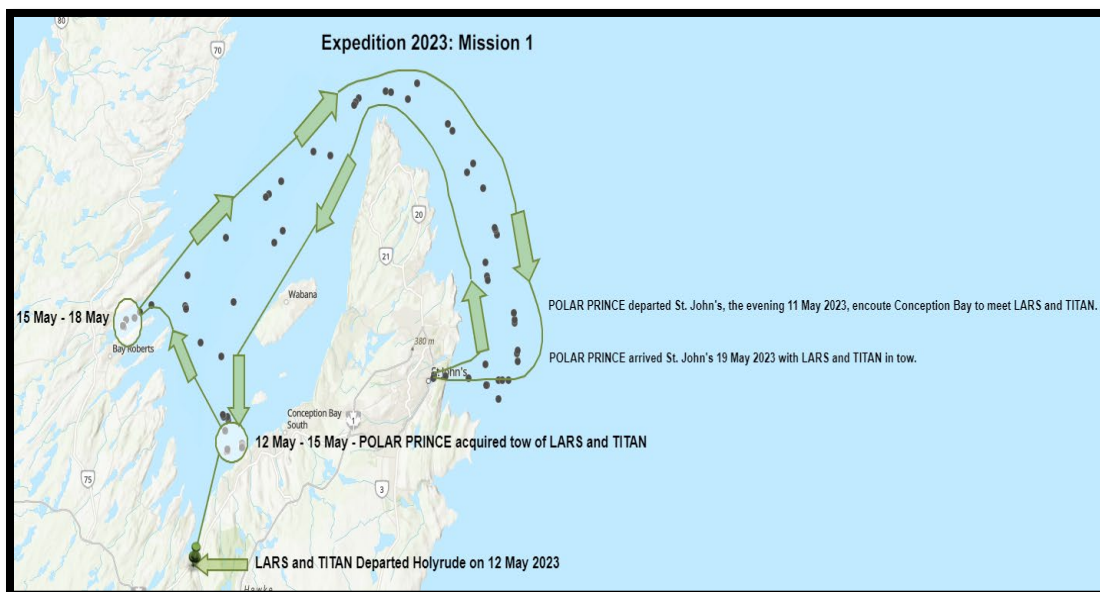 80
70
Expedition 2023: Mission 1
20
21
Wabana
POLAR PRINCE departed St. John's, the evening 11 May 2023, encoute Conception Bay to meet LARS and TITAN.
15 May - 18 May
Bay Roberts
380 m
POLAR PRINCE arrived St. John's 19 May 2023 with LARS and TITAN in tow.
St John's
Conception Bay
South
1
12 May - 15 May - POLAR PRINCE acquired tow of LARS and TITAN
75
3
LARS and TITAN Departed Holyrude on 12 May 2023
Hawke